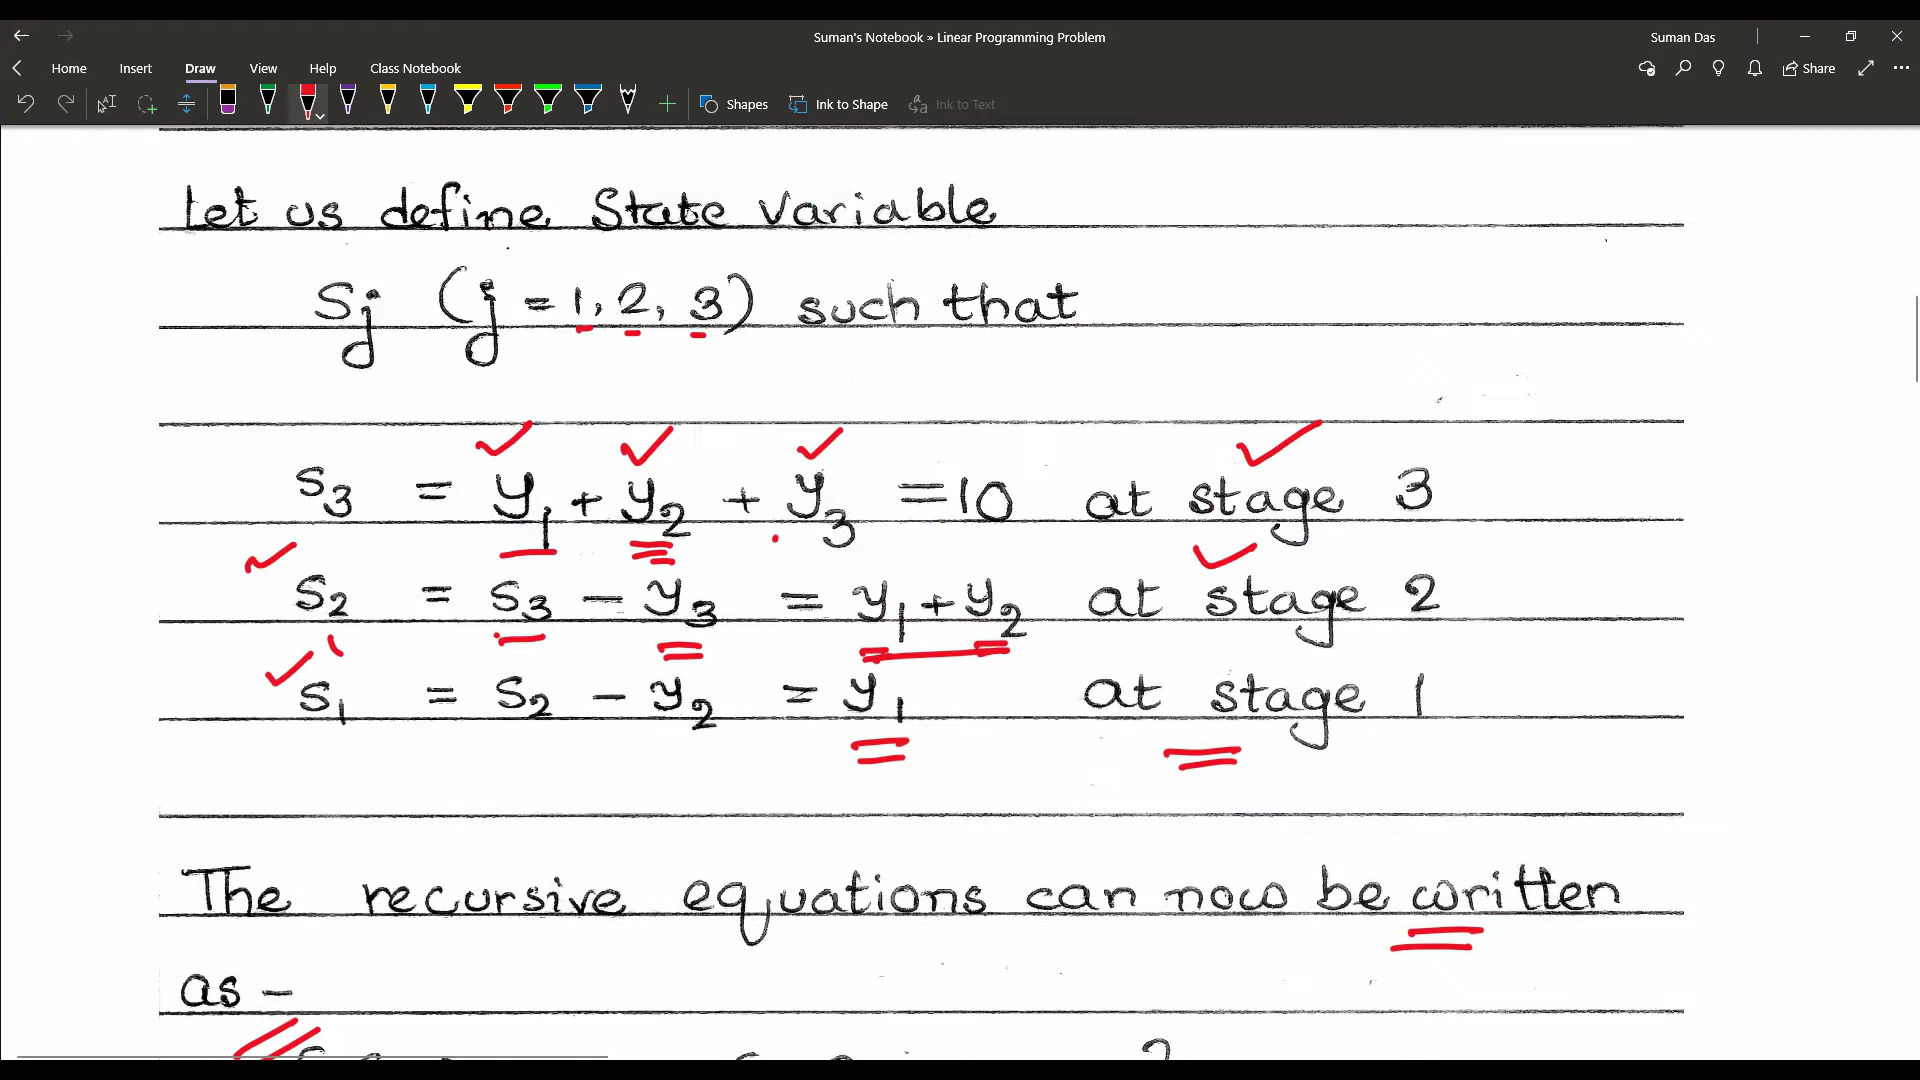 Suman's Notebook » Linear Programming Problem
Suman Das
Home Insert Draw View Help Class Notebook
Share
Shapes Ink to Shape Ink to Text
Let us define State Variable
Sj (j = 1, 2, 3) such that
S3 = y1 + y2 + y3 = 10 at stage 3
S2 = S3 - y3 = y1 + y2 at stage 2
S1 = S2 - y2 = y1 at stage 1
The recursive equations can now be written
as -